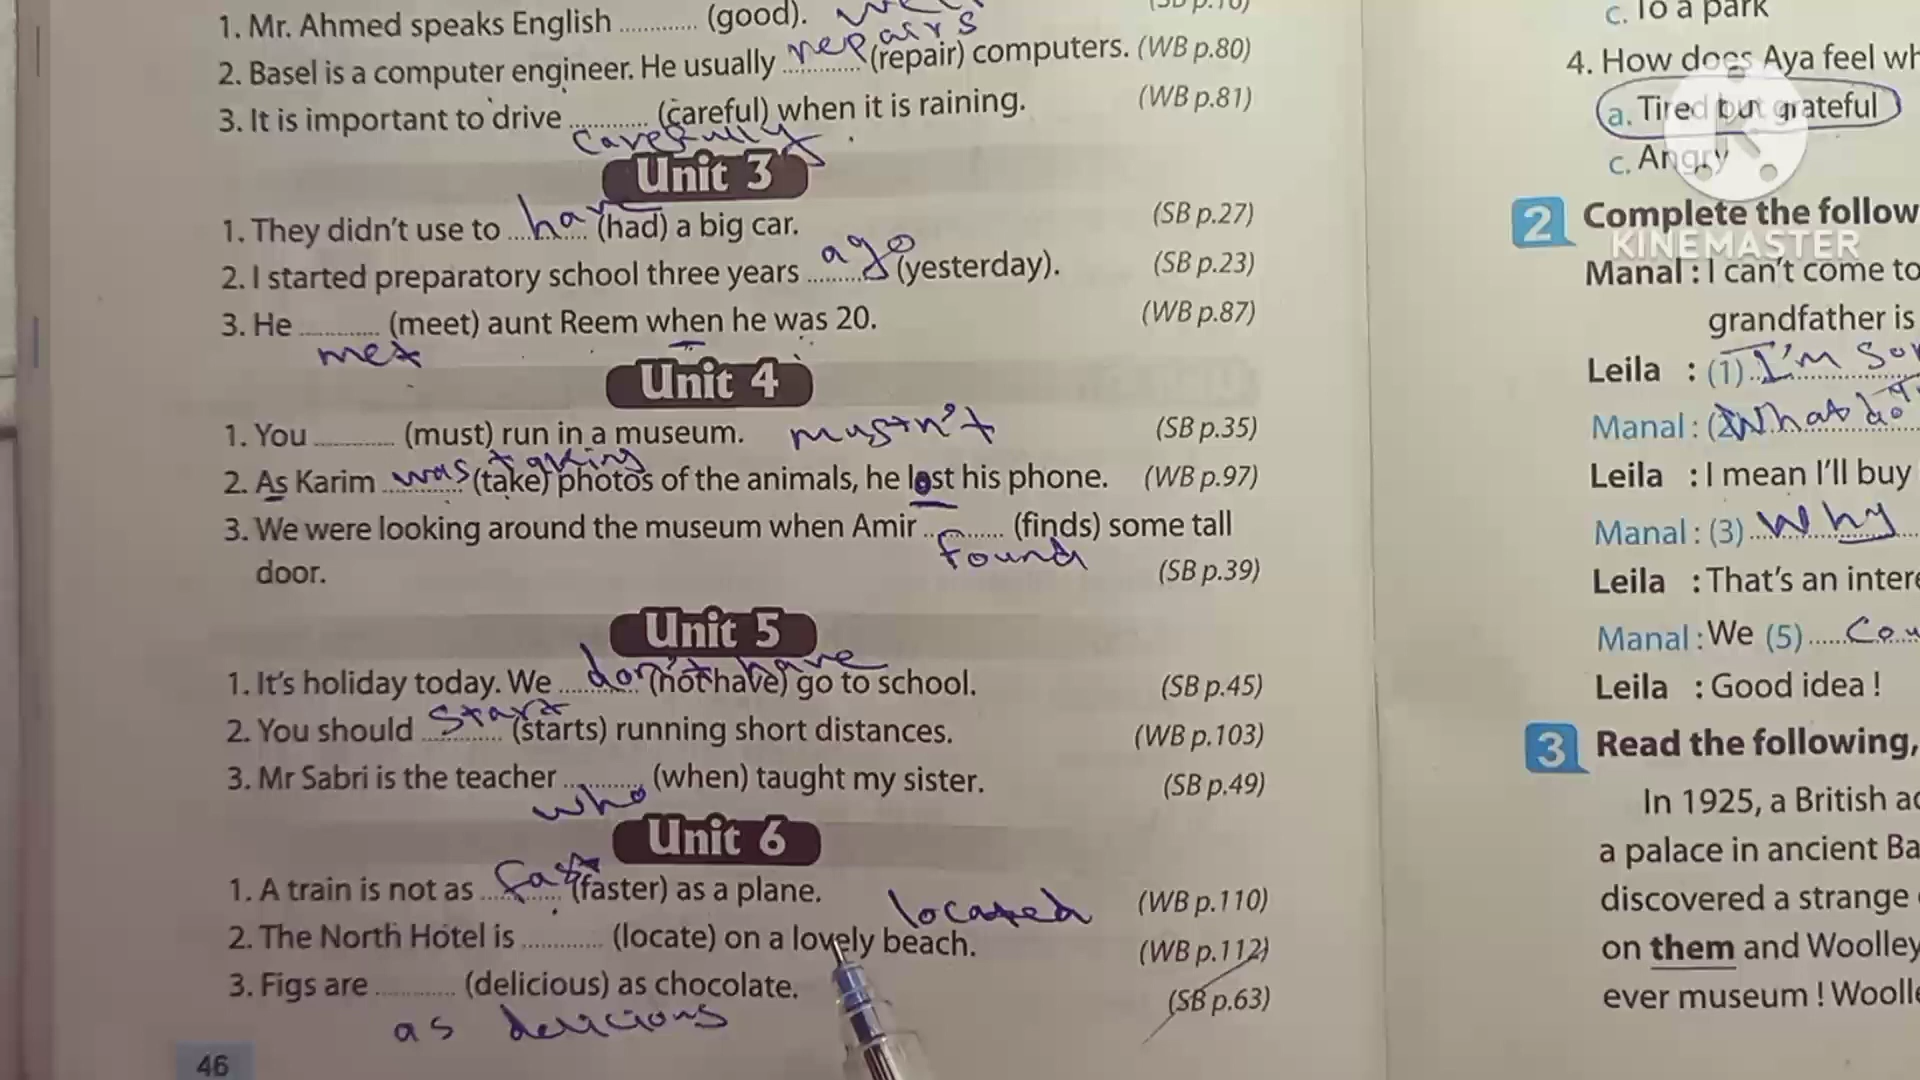 1. Mr. Ahmed speaks English ............ (good).
2. Basel is a computer engineer. He usually repairs (repair) computers. (WB p.80)
3. It is important to drive ............ (careful) when it is raining. (WB p.81)
carefully
Unit 3
1. They didn't use to have (had) a big car. (SB p.27)
2. I started preparatory school three years ago (yesterday). (SB p.23)
3. He ............ (meet) aunt Reem when he was 20. (WB p.87)
met
Unit 4
1. You ............ (must) run in a museum. mustn't (SB p.35)
2. As Karim was taking (take) photos of the animals, he lost his phone. (WB p.97)
3. We were looking around the museum when Amir ............ (finds) some tall
found
door. (SB p.39)
Unit 5
1. It's holiday today. We don't have (not have) go to school. (SB p.45)
2. You should start (starts) running short distances. (WB p.103)
3. Mr Sabri is the teacher ............ (when) taught my sister. (SB p.49)
who
Unit 6
1. A train is not as fast (faster) as a plane. (WB p.110)
located
2. The North Hotel is ............ (locate) on a lovely beach. (WB p.112)
3. Figs are ............ (delicious) as chocolate. (SB p.63)
as delicious
46
c. To a park
4. How does Aya feel
a. Tired but grateful
c. Angry
2 Complete the
KINEMASTER
Manal : I can't come to
grandfather is
Leila : (1) I'm
Manal : (2) What do
Leila : I mean I'll buy
Manal : (3) Why
Leila : That's an
Manal : We (5)
Leila : Good idea !
3 Read the following,
In 1925, a British
a palace in ancient
discovered a strange
on them and Woolley
ever museum !